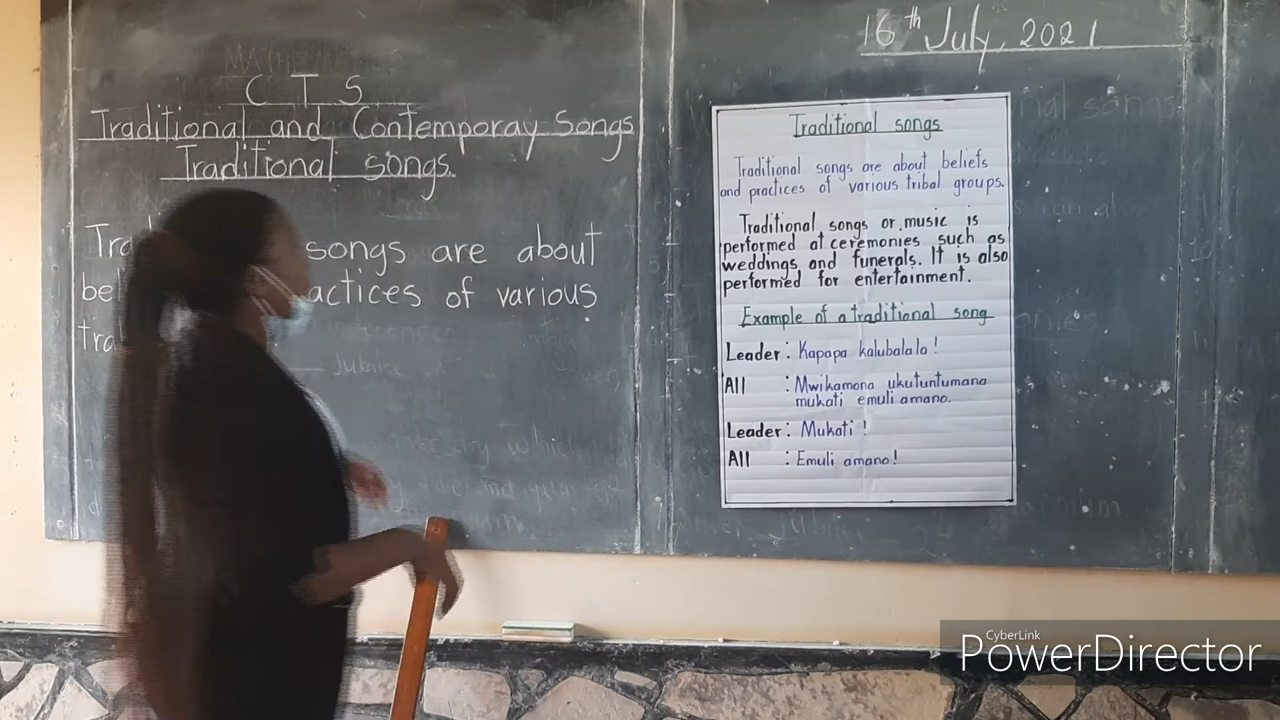 C T S
Traditional and Contemporay Songs
Traditional songs.
songs are about
actices of various
16th July, 2021
Traditional songs
Traditional songs are about beliefs
and practices of various tribal groups.
Traditional songs or music is
performed at ceremonies such as
weddings and funerals. It is also
performed for entertainment.
Example of a traditional song
Leader: Kapapa kalubalala!
All : Mwikamona ukutuntumana
mukati emuli amano.
Leader: Mukati!
All : Emuli amano!
CyberLink
PowerDirector